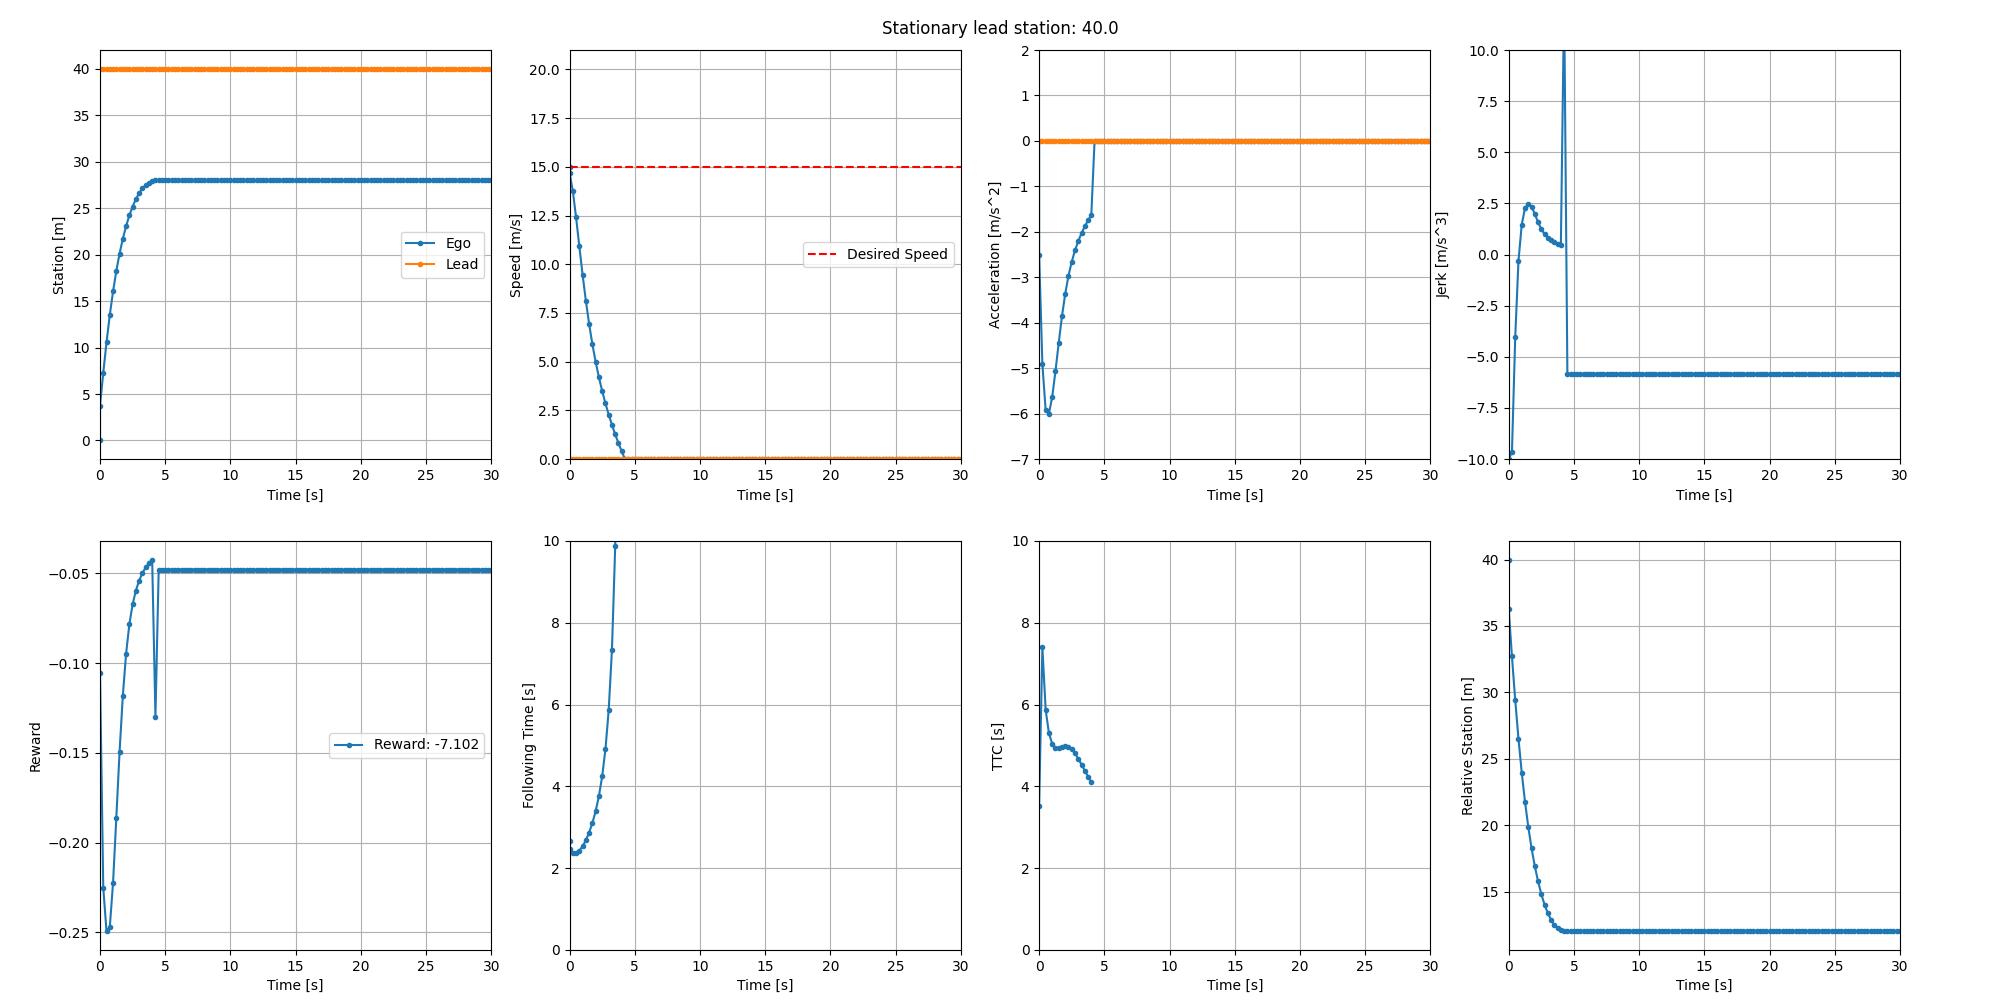 Stationary lead station: 40.0
40
35
30
25
20
15
10
5
0
Station [m]
Ego
Lead
0 5 10 15 20 25 30
Time [s]
20.0
17.5
15.0
12.5
10.0
7.5
5.0
2.5
0.0
Speed [m/s]
Desired Speed
0 5 10 15 20 25 30
Time [s]
2
1
0
−1
−2
−3
−4
−5
−6
−7
Acceleration [m/s^2]
0 5 10 15 20 25 30
Time [s]
10.0
7.5
5.0
2.5
0.0
−2.5
−5.0
−7.5
−10.0
Jerk [m/s^3]
0 5 10 15 20 25 30
Time [s]
−0.05
−0.10
−0.15
−0.20
−0.25
Reward
Reward: -7.102
0 5 10 15 20 25 30
Time [s]
10
8
6
4
2
0
Following Time [s]
0 5 10 15 20 25 30
Time [s]
10
8
6
4
2
0
TTC [s]
0 5 10 15 20 25 30
Time [s]
40
35
30
25
20
15
Relative Station [m]
0 5 10 15 20 25 30
Time [s]